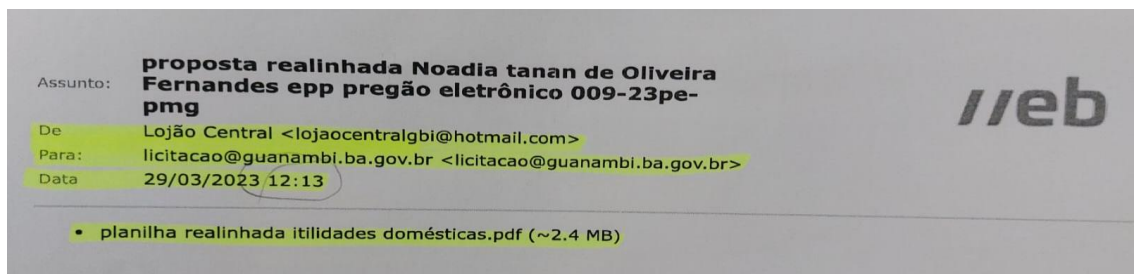 Assunto: proposta realinhada Noadia tanan de Oliveira
Fernandes epp pregão eletrônico 009-23pe-
pmg
//eb
De Lojão Central <lojaocentralgbi@hotmail.com>
Para: licitacao@guanambi.ba.gov.br <licitacao@guanambi.ba.gov.br>
Data 29/03/2023 12:13
• planilha realinhada itilidades domésticas.pdf (~2.4 MB)